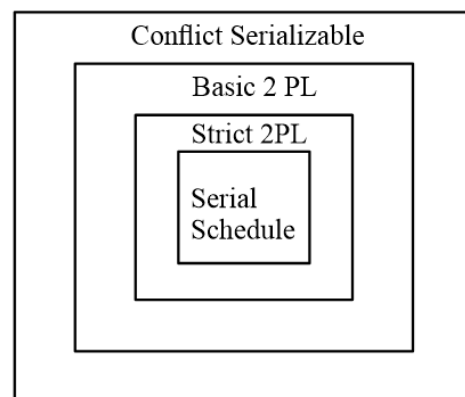 Conflict Serializable
Basic 2 PL
Strict 2PL
Serial
Schedule